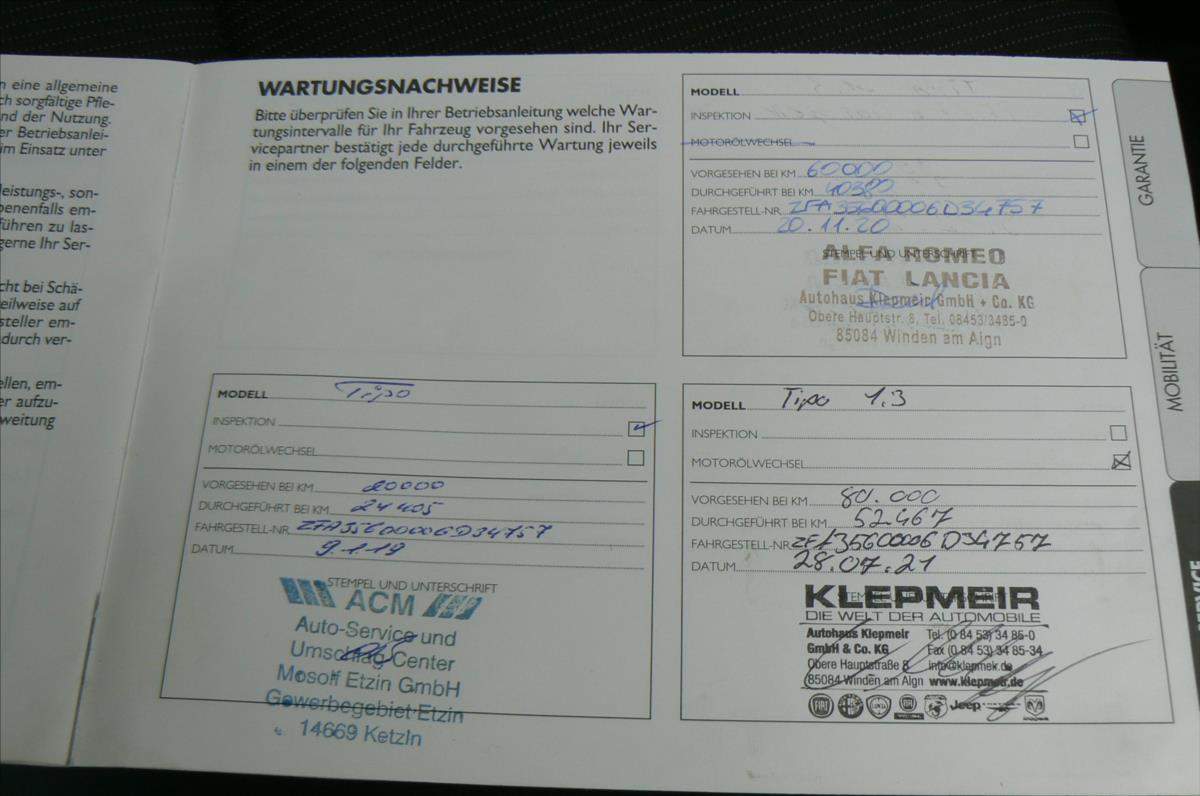 n eine allgemeine
ch sorgfältige Pfle-
nd der Nutzung.
er Betriebsanlei-
im Einsatz unter
leistungs-, son-
benenfalls em-
führen zu las-
gerne Ihr Ser-
cht bei Schä-
eilweise auf
steller em-
durch ver-
ellen, em-
er aufzu-
weitung
WARTUNGSNACHWEISE
Bitte überprüfen Sie in Ihrer Betriebsanleitung welche War-
tungsintervalle für Ihr Fahrzeug vorgesehen sind. Ihr Ser-
vicepartner bestätigt jede durchgeführte Wartung jeweils
in einem der folgenden Felder.
MODELL
INSPEKTION
MOTORÖLWECHSEL
VORGESEHEN BEI KM 60000
DURCHGEFÜHRT BEI KM 40380
FAHRGESTELL-NR. ZFA35600006D34757
DATUM 20.11.20
STEMPEL UND UNTERSCHRIFT
ALFA ROMEO
FIAT LANCIA
Autohaus Klepmeir GmbH + Co. KG
Obere Hauptstr. 8, Tel. 08453/3485-0
85084 Winden am Aign
MODELL Tipo
INSPEKTION
MOTORÖLWECHSEL
VORGESEHEN BEI KM 20000
DURCHGEFÜHRT BEI KM 24405
FAHRGESTELL-NR. ZFA35600006D34757
DATUM 9.1.19
STEMPEL UND UNTERSCHRIFT
ACM
Auto-Service und
Umschlag Center
Mosolf Etzin GmbH
Gewerbegebiet Etzin
14669 Ketzin
MODELL Tipo 1.3
INSPEKTION
MOTORÖLWECHSEL
VORGESEHEN BEI KM 80.000
DURCHGEFÜHRT BEI KM 52467
FAHRGESTELL-NR. ZFA35600006D34757
DATUM 28.07.21
STEMPEL UND UNTERSCHRIFT
KLEPMEIR
DIE WELT DER AUTOMOBILE
Autohaus Klepmeir Tel. (0 84 53) 34 85-0
GmbH & Co. KG Fax (0 84 53) 34 85-34
Obere Hauptstraße 8 info@klepmeir.de
85084 Winden am Aign www.klepmeir.de
FIAT Jeep
GARANTIE
MOBILITÄT
SERVICE